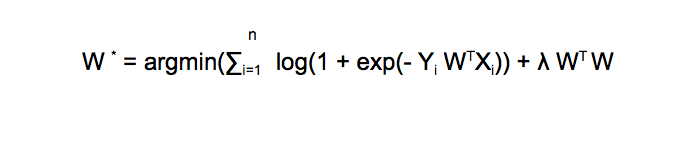 n
W * = argmin(∑i=1 log(1 + exp(- Yi WTXi)) + λ WT W